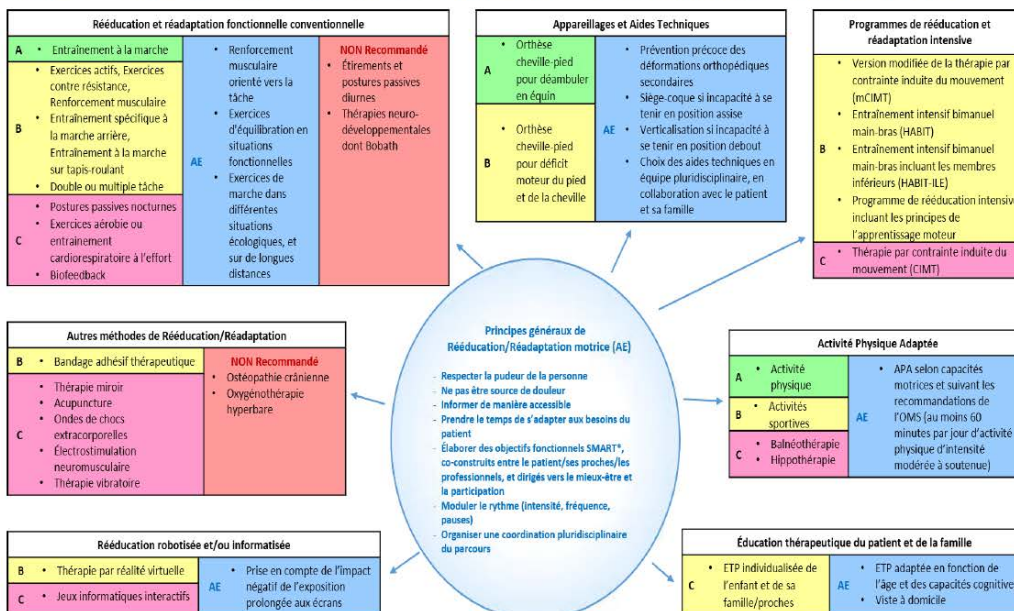 Rééducation et réadaptation fonctionnelle conventionnelle
A
• Entraînement à la marche
B
• Exercices actifs, Exercices
contre résistance,
Renforcement musculaire
• Entraînement spécifique à
la marche arrière,
Entraînement à la marche
sur tapis-roulant
• Double ou multiple tâche
C
• Postures passives nocturnes
• Exercices aérobie ou
entrainement
cardiorespiratoire à l'effort
• Biofeedback
AE
• Renforcement
musculaire
orienté vers la
tâche
• Exercices
d'équilibration en
situations
fonctionnelles
• Exercices de
marche dans
différentes
situations
écologiques, et
sur de longues
distances
NON Recommandé
• Étirements et
postures passives
diurnes
• Thérapies neuro-
développementales
dont Bobath
Appareillages et Aides Techniques
A
• Orthèse
cheville-pied
pour déambuler
en équin
B
• Orthèse
cheville-pied
pour déficit
moteur du pied
et de la cheville
AE
• Prévention précoce des
déformations orthopédiques
secondaires
• Siège-coque si incapacité à se
tenir en position assise
• Verticalisation si incapacité à
se tenir en position debout
• Choix des aides techniques en
équipe pluridisciplinaire, en
collaboration avec le patient
et sa famille
Programmes de rééducation et
réadaptation intensive
B
• Version modifiée de la thérapie par
contrainte induite du mouvement
(mCIMT)
• Entraînement intensif bimanuel
main-bras (HABIT)
• Entraînement intensif bimanuel
main-bras incluant les membres
inférieurs (HABIT-ILE)
• Programme de rééducation intensive
incluant les principes de
l'apprentissage moteur
C
• Thérapie par contrainte induite du
mouvement (CIMT)
Autres méthodes de Rééducation/Réadaptation
B
• Bandage adhésif thérapeutique
C
• Thérapie miroir
• Acupuncture
• Ondes de chocs
extracorporelles
• Électrostimulation
neuromusculaire
• Thérapie vibratoire
NON Recommandé
• Ostéopathie crânienne
• Oxygénothérapie
hyperbare
Principes généraux de
Rééducation/Réadaptation motrice (AE)
- Respecter la pudeur de la personne
- Ne pas être source de douleur
- Informer de manière accessible
- Prendre le temps de s'adapter aux besoins du
patient
- Élaborer des objectifs fonctionnels SMART*,
co-construits entre le patient/ses proches/les
professionnels, et dirigés vers le mieux-être et
la participation
- Moduler le rythme (intensité, fréquence,
pauses)
- Organiser une coordination pluridisciplinaire
du parcours
Activité Physique Adaptée
A
• Activité
physique
B
• Activités
sportives
C
• Balnéothérapie
• Hippothérapie
AE
• APA selon capacités
motrices et suivant les
recommandations de
l'OMS (au moins 60
minutes par jour d'activité
physique d'intensité
modérée à soutenue)
Rééducation robotisée et/ou informatisée
B
• Thérapie par réalité virtuelle
C
• Jeux informatiques interactifs
AE
• Prise en compte de l'impact
négatif de l'exposition
prolongée aux écrans
Éducation thérapeutique du patient et de la famille
C
• ETP individualisée de
l'enfant et de sa
famille/proches
AE
• ETP adaptée en fonction de
l'âge et des capacités cognitive
• Viste à domicile